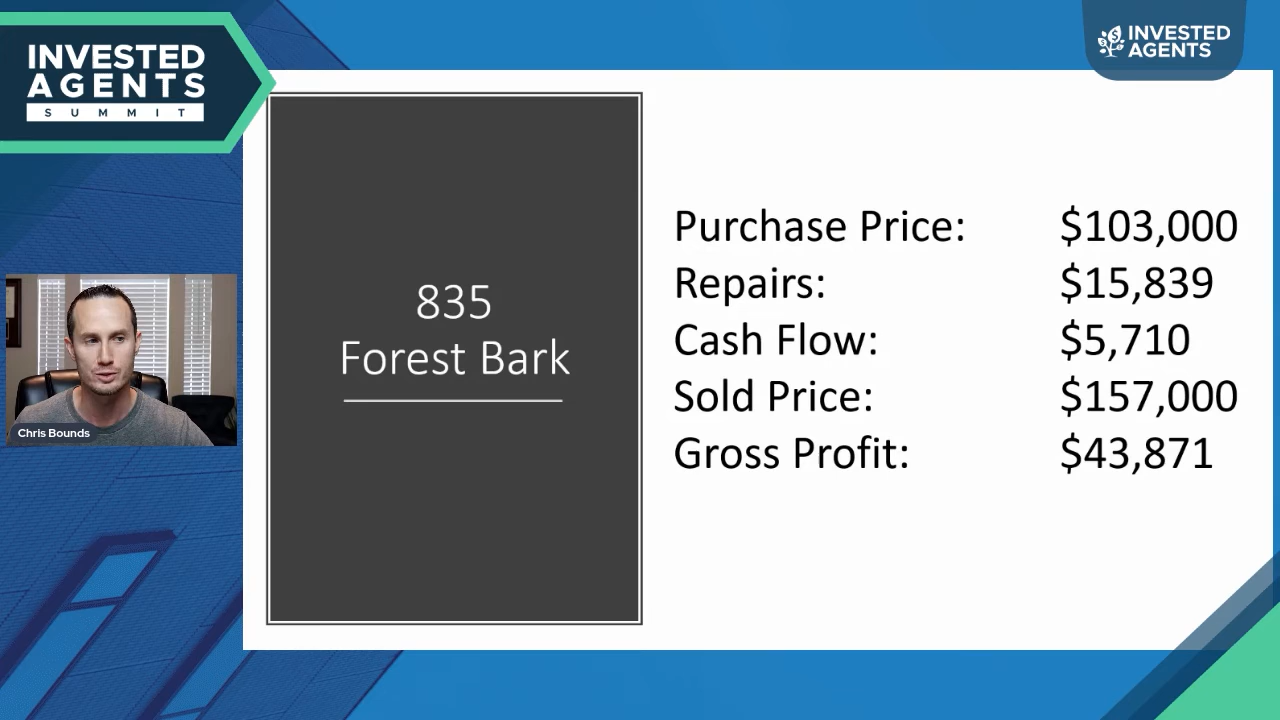 INVESTED
AGENTS
SUMMIT
INVESTED
AGENTS
835
Forest Bark
Purchase Price: $103,000
Repairs: $15,839
Cash Flow: $5,710
Sold Price: $157,000
Gross Profit: $43,871
Chris Bounds